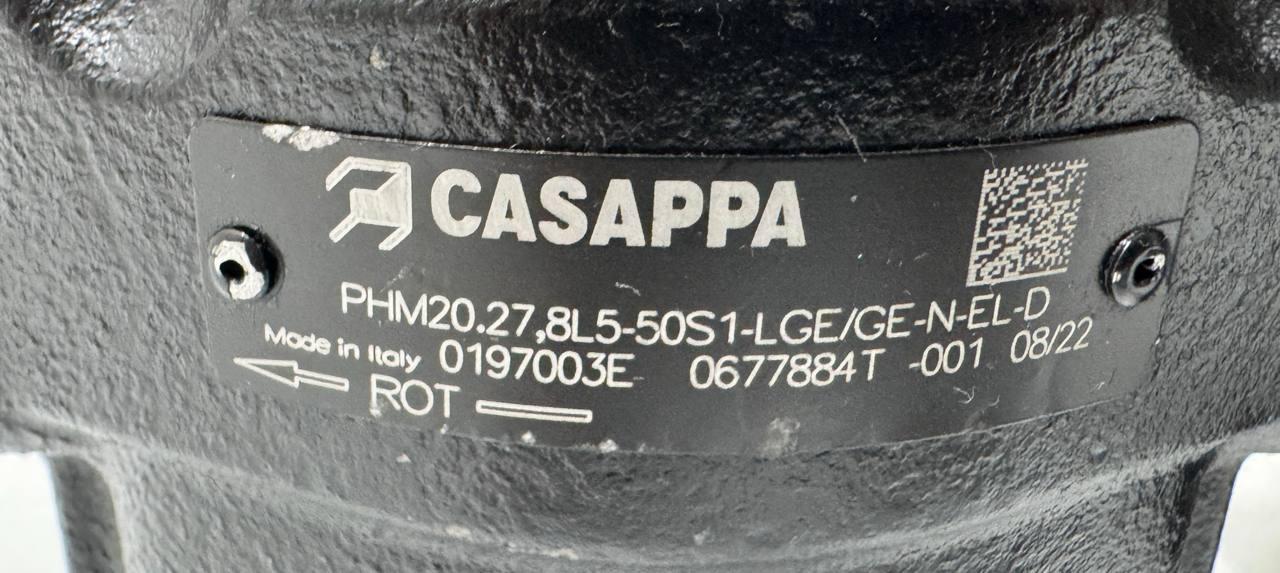 CASAPPA
PHM20.27,8L5-50S1-LGE/GE-N-EL-D
Made in Italy 0197003E 0677884T -001 08/22
ROT